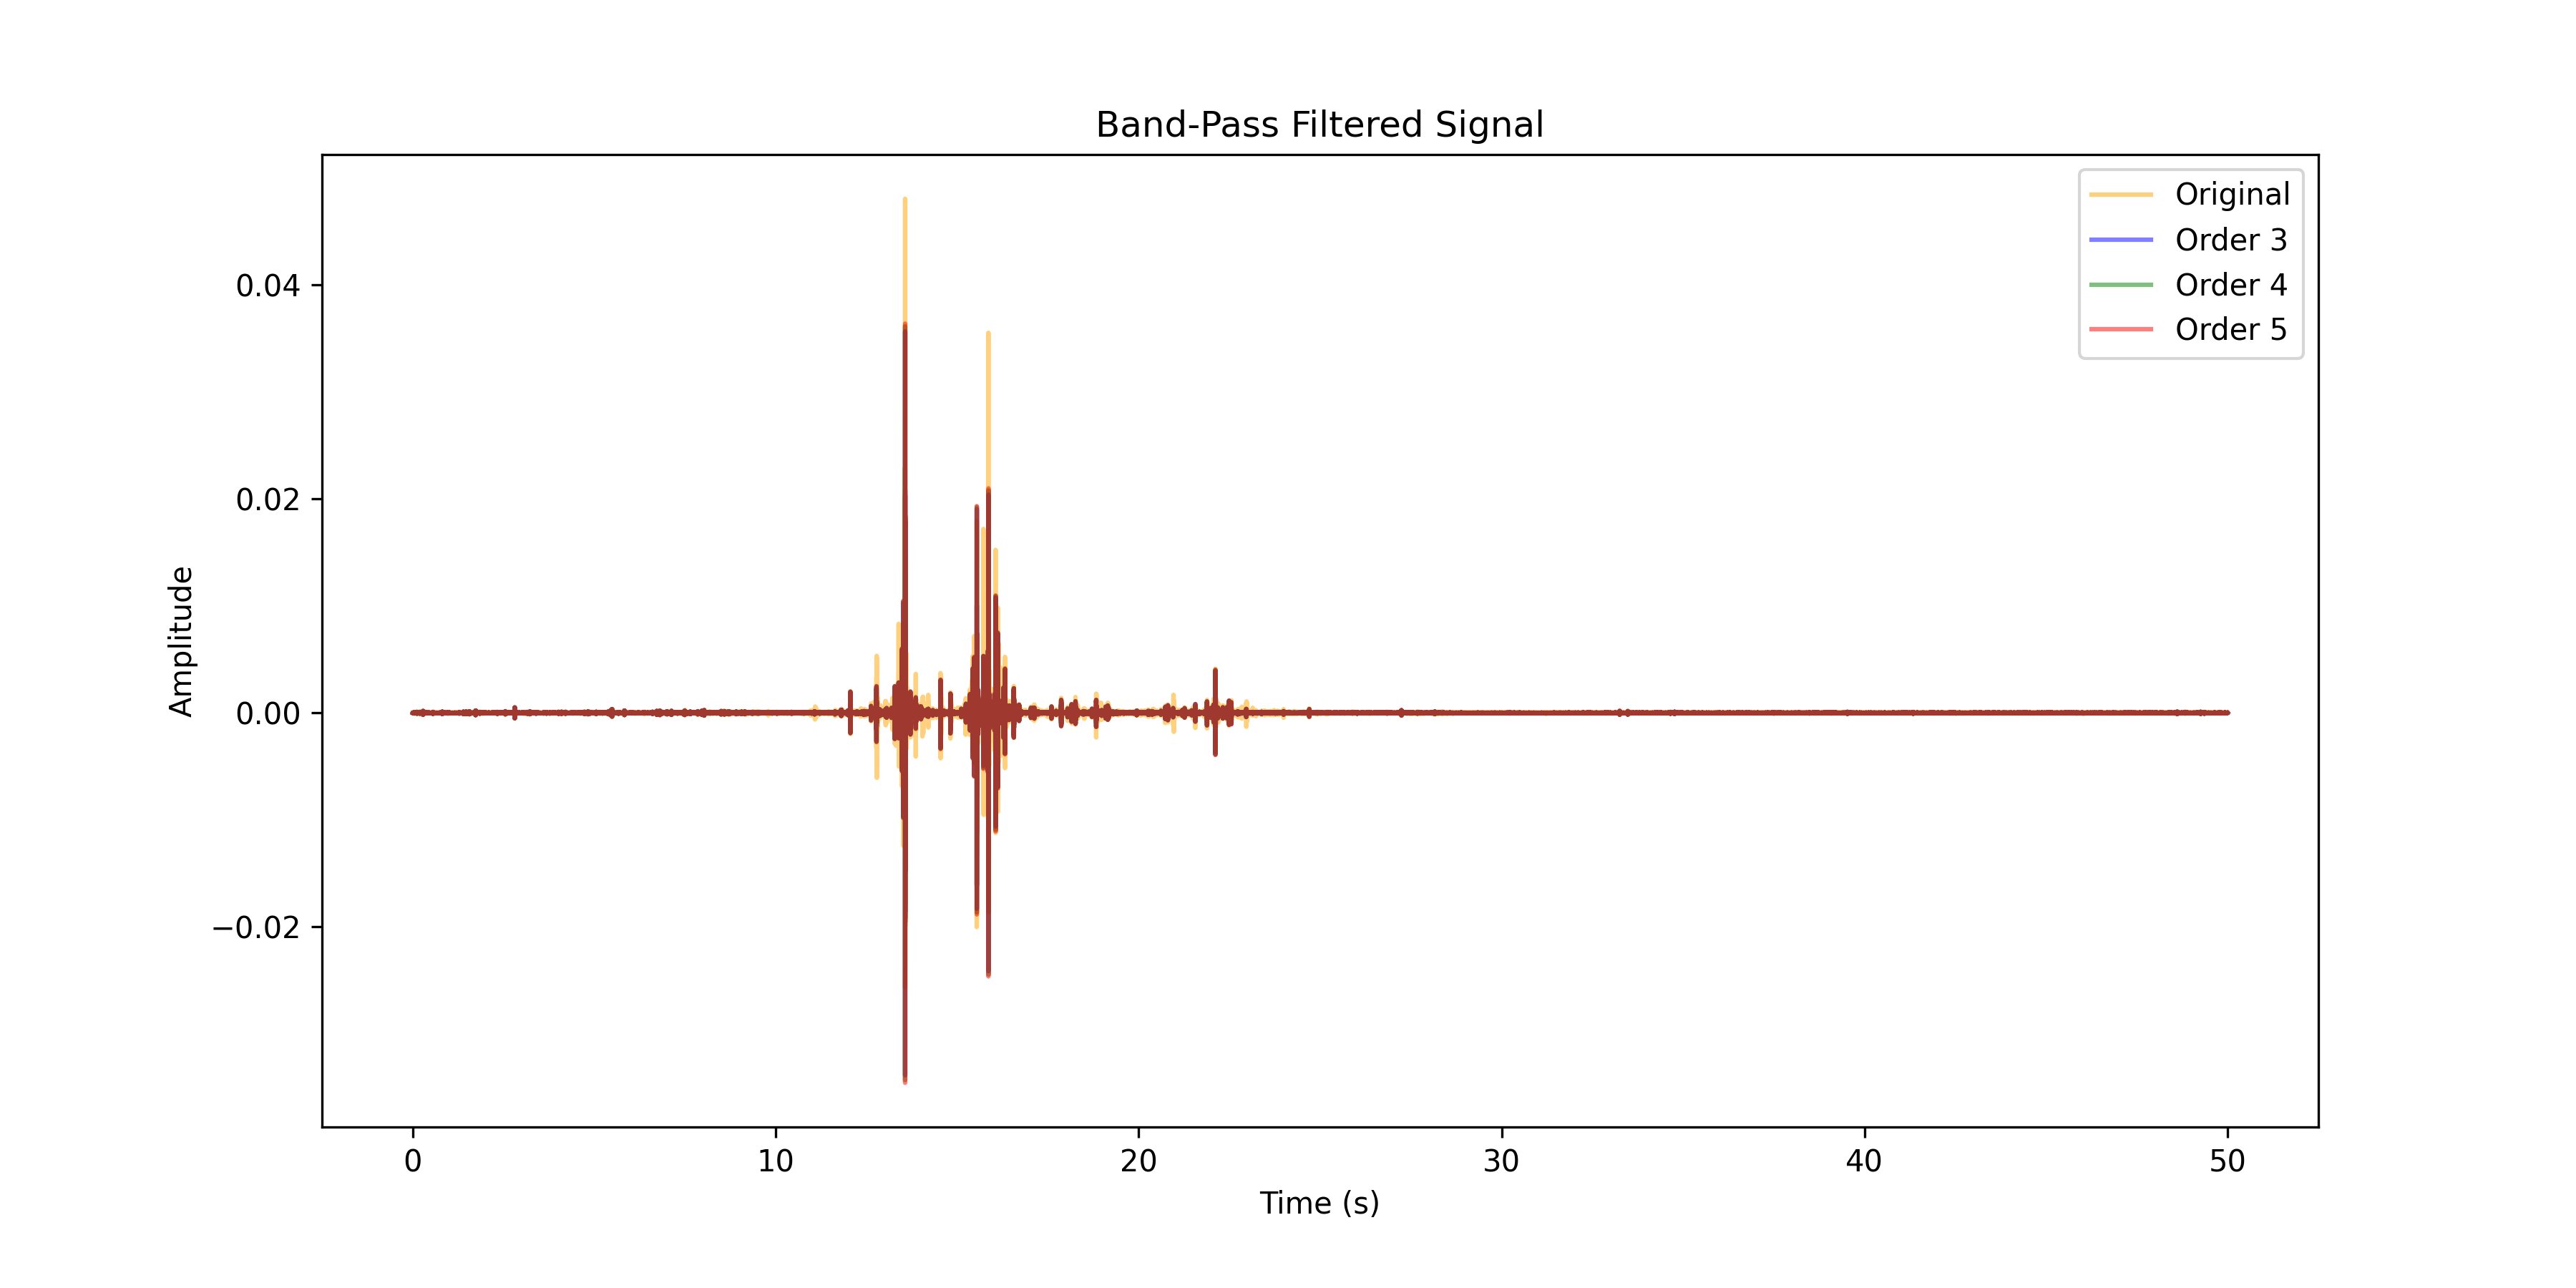 Band-Pass Filtered Signal
Original
Order 3
Order 4
Order 5
0.04
0.02
0.00
−0.02
Amplitude
0 10 20 30 40 50
Time (s)